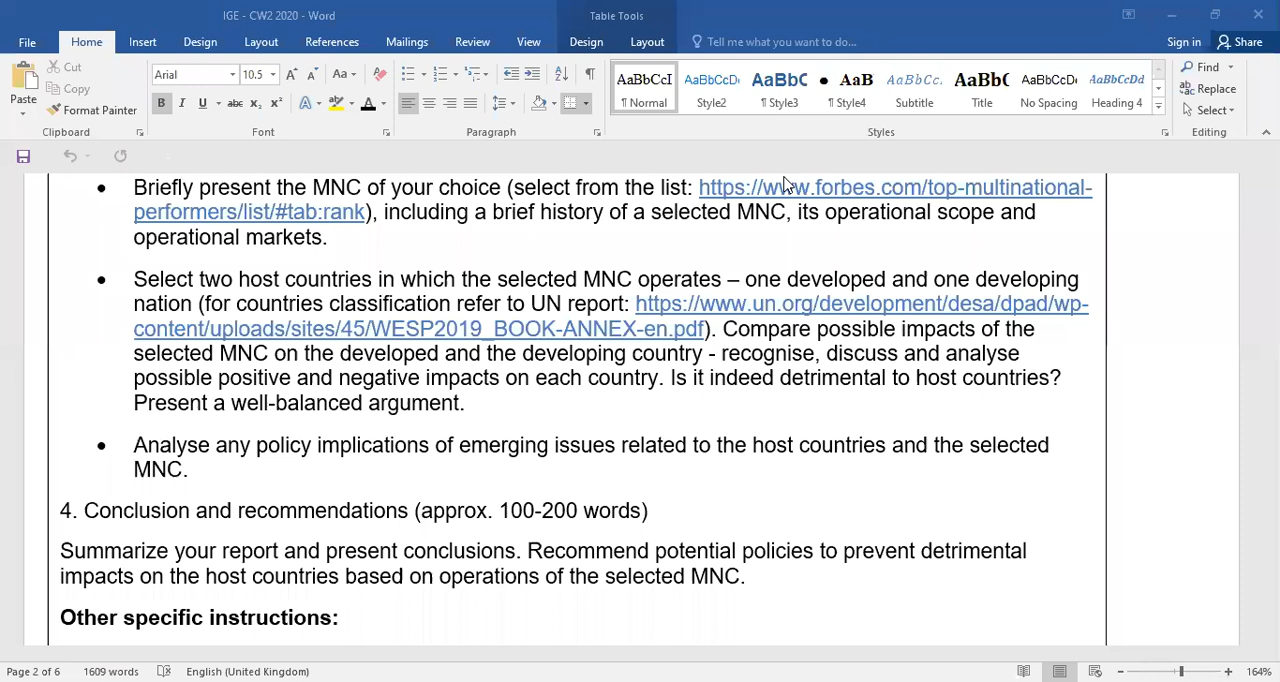 IGE - CW2 2020 - Word
Table Tools
File Home Insert Design Layout References Mailings Review View Design Layout Tell me what you want to do... Sign in Share
Paste Cut Copy Format Painter
Arial 10.5
AaBbCcI AaBbCcD AaBbC AaB AaBbCc. AaBbC AaBbCcD AaBbCcDd
¶ Normal Style2 ¶ Style3 ¶ Style4 Subtitle Title No Spacing Heading 4
Find Replace Select
Clipboard Font Paragraph Styles Editing
• Briefly present the MNC of your choice (select from the list: https://www.forbes.com/top-multinational-
performers/list/#tab:rank), including a brief history of a selected MNC, its operational scope and
operational markets.
• Select two host countries in which the selected MNC operates – one developed and one developing
nation (for countries classification refer to UN report: https://www.un.org/development/desa/dpad/wp-
content/uploads/sites/45/WESP2019_BOOK-ANNEX-en.pdf). Compare possible impacts of the
selected MNC on the developed and the developing country - recognise, discuss and analyse
possible positive and negative impacts on each country. Is it indeed detrimental to host countries?
Present a well-balanced argument.
• Analyse any policy implications of emerging issues related to the host countries and the selected
MNC.
4. Conclusion and recommendations (approx. 100-200 words)
Summarize your report and present conclusions. Recommend potential policies to prevent detrimental
impacts on the host countries based on operations of the selected MNC.
Other specific instructions:
Page 2 of 6 1609 words English (United Kingdom) 164%